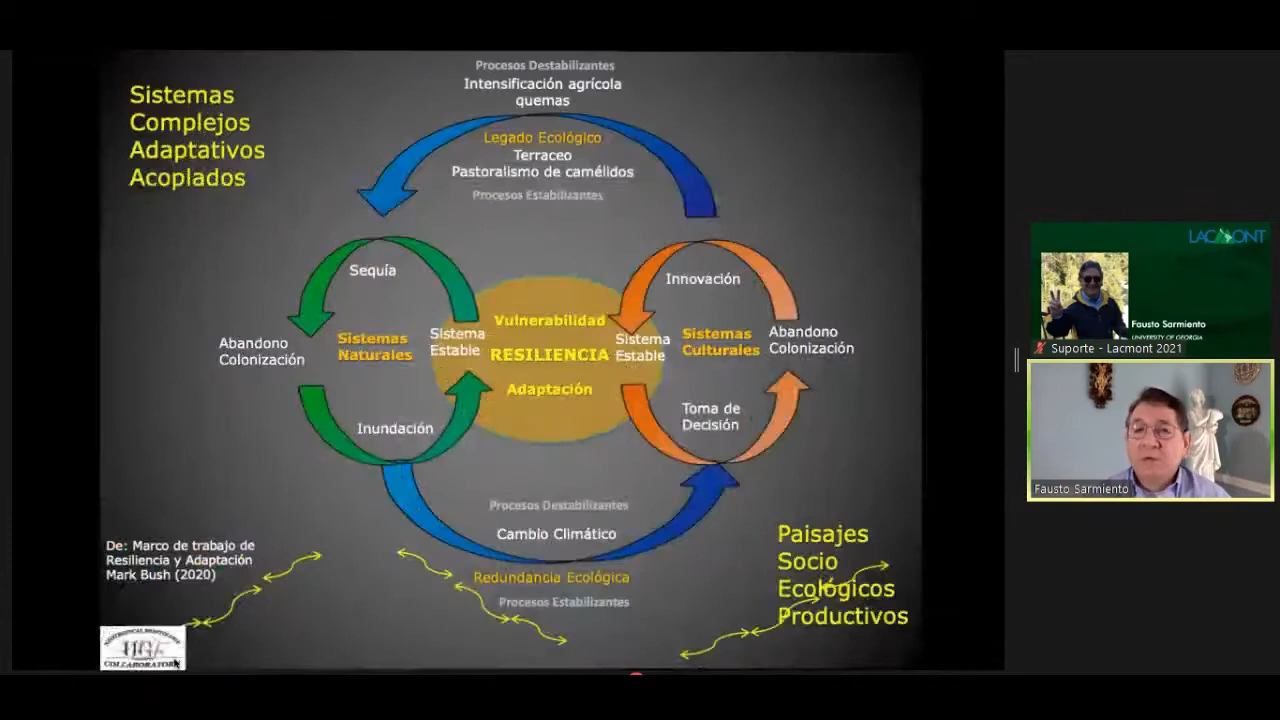 Sistemas
Complejos
Adaptativos
Acoplados
Procesos Destabilizantes
Intensificación agrícola
quemas
Legado Ecológico
Terraceo
Pastoralismo de camélidos
Procesos Estabilizantes
Sequía
Abandono
Colonización
Sistemas
Naturales
Sistema
Estable
Inundación
Vulnerabilidad
RESILIENCIA
Adaptación
Innovación
Sistema
Estable
Sistemas
Culturales
Abandono
Colonización
Toma de
Decisión
Procesos Destabilizantes
Cambio Climático
Redundancia Ecológica
Procesos Estabilizantes
De: Marco de trabajo de
Resiliencia y Adaptación
Mark Bush (2020)
Paisajes
Socio
Ecológicos
Productivos
LACMONT
Fausto Sarmiento
UNIVERSITY OF GEORGIA
Suporte - Lacmont 2021
Fausto Sarmiento